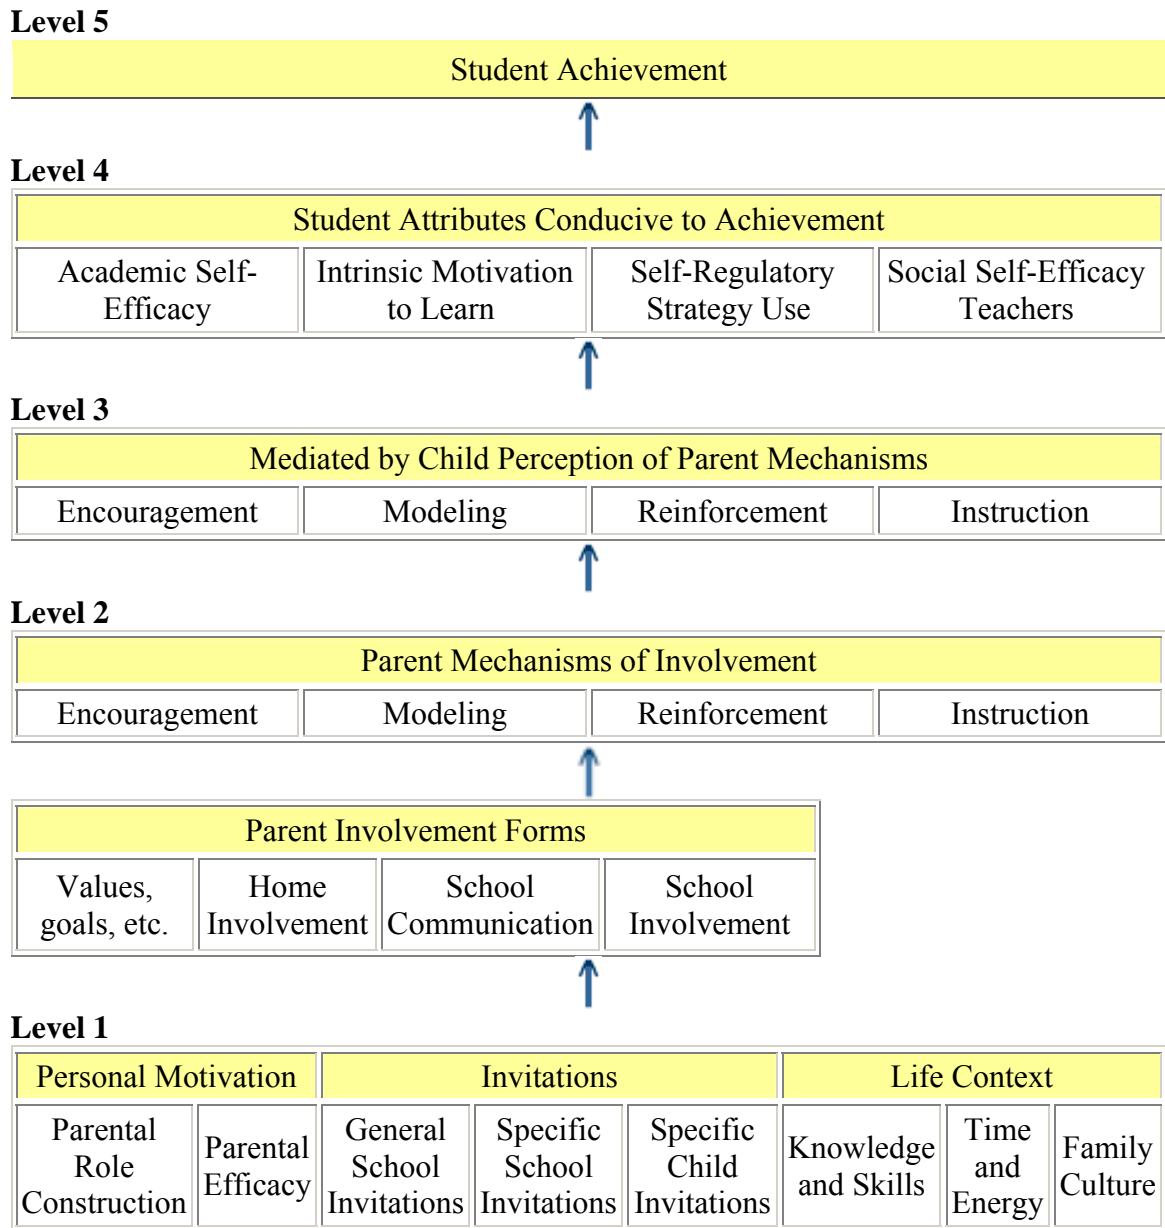 Level 5
Student Achievement
Level 4
Student Attributes Conducive to Achievement
Academic Self-
Efficacy
Intrinsic Motivation
to Learn
Self-Regulatory
Strategy Use
Social Self-Efficacy
Teachers
Level 3
Mediated by Child Perception of Parent Mechanisms
Encouragement
Modeling
Reinforcement
Instruction
Level 2
Parent Mechanisms of Involvement
Encouragement
Modeling
Reinforcement
Instruction
Parent Involvement Forms
Values,
goals, etc.
Home
Involvement
School
Communication
School
Involvement
Level 1
Personal Motivation
Invitations
Life Context
Parental
Role
Construction
Parental
Efficacy
General
School
Invitations
Specific
School
Invitations
Specific
Child
Invitations
Knowledge
and Skills
Time
and
Energy
Family
Culture